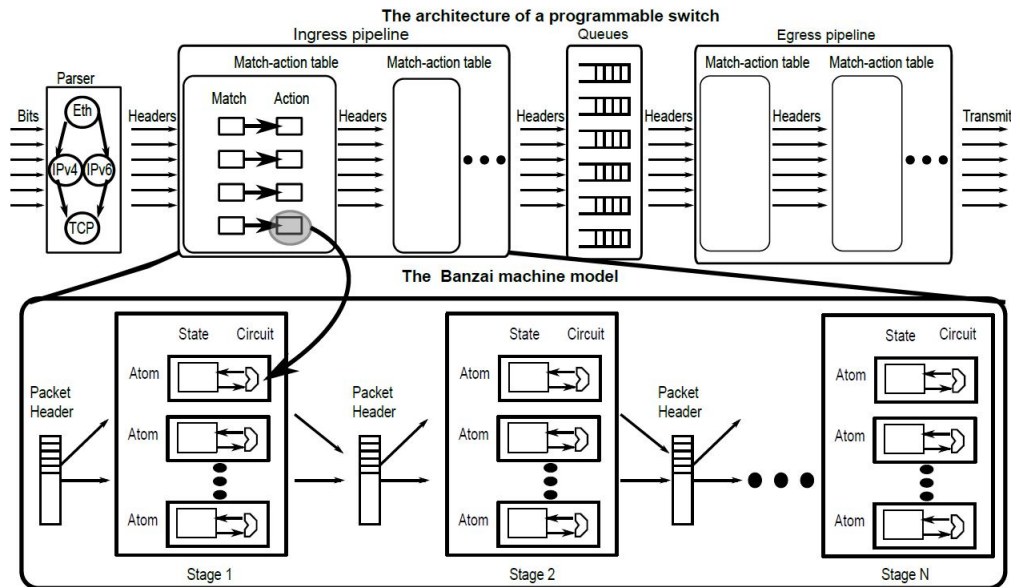 The architecture of a programmable switch
Ingress pipeline
Queues
Egress pipeline
Match-action table
Match-action table
Match-action table
Match-action table
Parser
Match
Action
Bits
Eth
Headers
Headers
Headers
Headers
Headers
Transmit
IPv4
IPv6
TCP
The Banzai machine model
State
Circuit
State
Circuit
State
Circuit
Atom
Atom
Atom
Packet
Header
Packet
Header
Packet
Header
Atom
Atom
Atom
Atom
Atom
Atom
Stage 1
Stage 2
Stage N